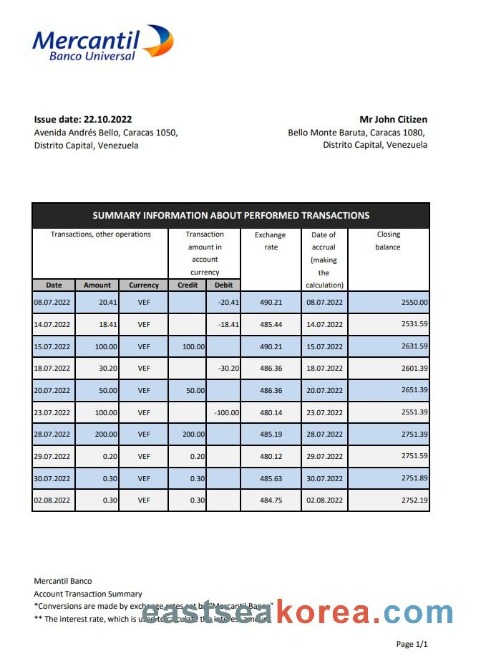 Mercantil
Banco Universal
Issue date: 22.10.2022
Avenida Andrés Bello, Caracas 1050,
Distrito Capital, Venezuela
Mr John Citizen
Bello Monte Baruta, Caracas 1080,
Distrito Capital, Venezuela
SUMMARY INFORMATION ABOUT PERFORMED TRANSACTIONS
Transactions, other operations Transaction amount in account currency Exchange rate Date of accrual (making the calculation) Closing balance
Date Amount Currency Credit Debit
08.07.2022 20.41 VEF -20.41 490.21 08.07.2022 2550.00
14.07.2022 18.41 VEF -18.41 485.44 14.07.2022 2531.59
15.07.2022 100.00 VEF 100.00 490.21 15.07.2022 2631.59
18.07.2022 30.20 VEF -30.20 486.36 18.07.2022 2601.39
20.07.2022 50.00 VEF 50.00 486.36 20.07.2022 2651.39
23.07.2022 100.00 VEF -100.00 480.14 23.07.2022 2551.39
28.07.2022 200.00 VEF 200.00 485.19 28.07.2022 2751.39
29.07.2022 0.20 VEF 0.20 480.12 29.07.2022 2751.59
30.07.2022 0.30 VEF 0.30 485.63 30.07.2022 2751.89
02.08.2022 0.30 VEF 0.30 484.75 02.08.2022 2752.19
Mercantil Banco
Account Transaction Summary
*Conversions are made by exchange rates set by "Mercantil Banco"
** The interest rate, which is used to calculate the interest
eastseakorea.com
Page 1/1